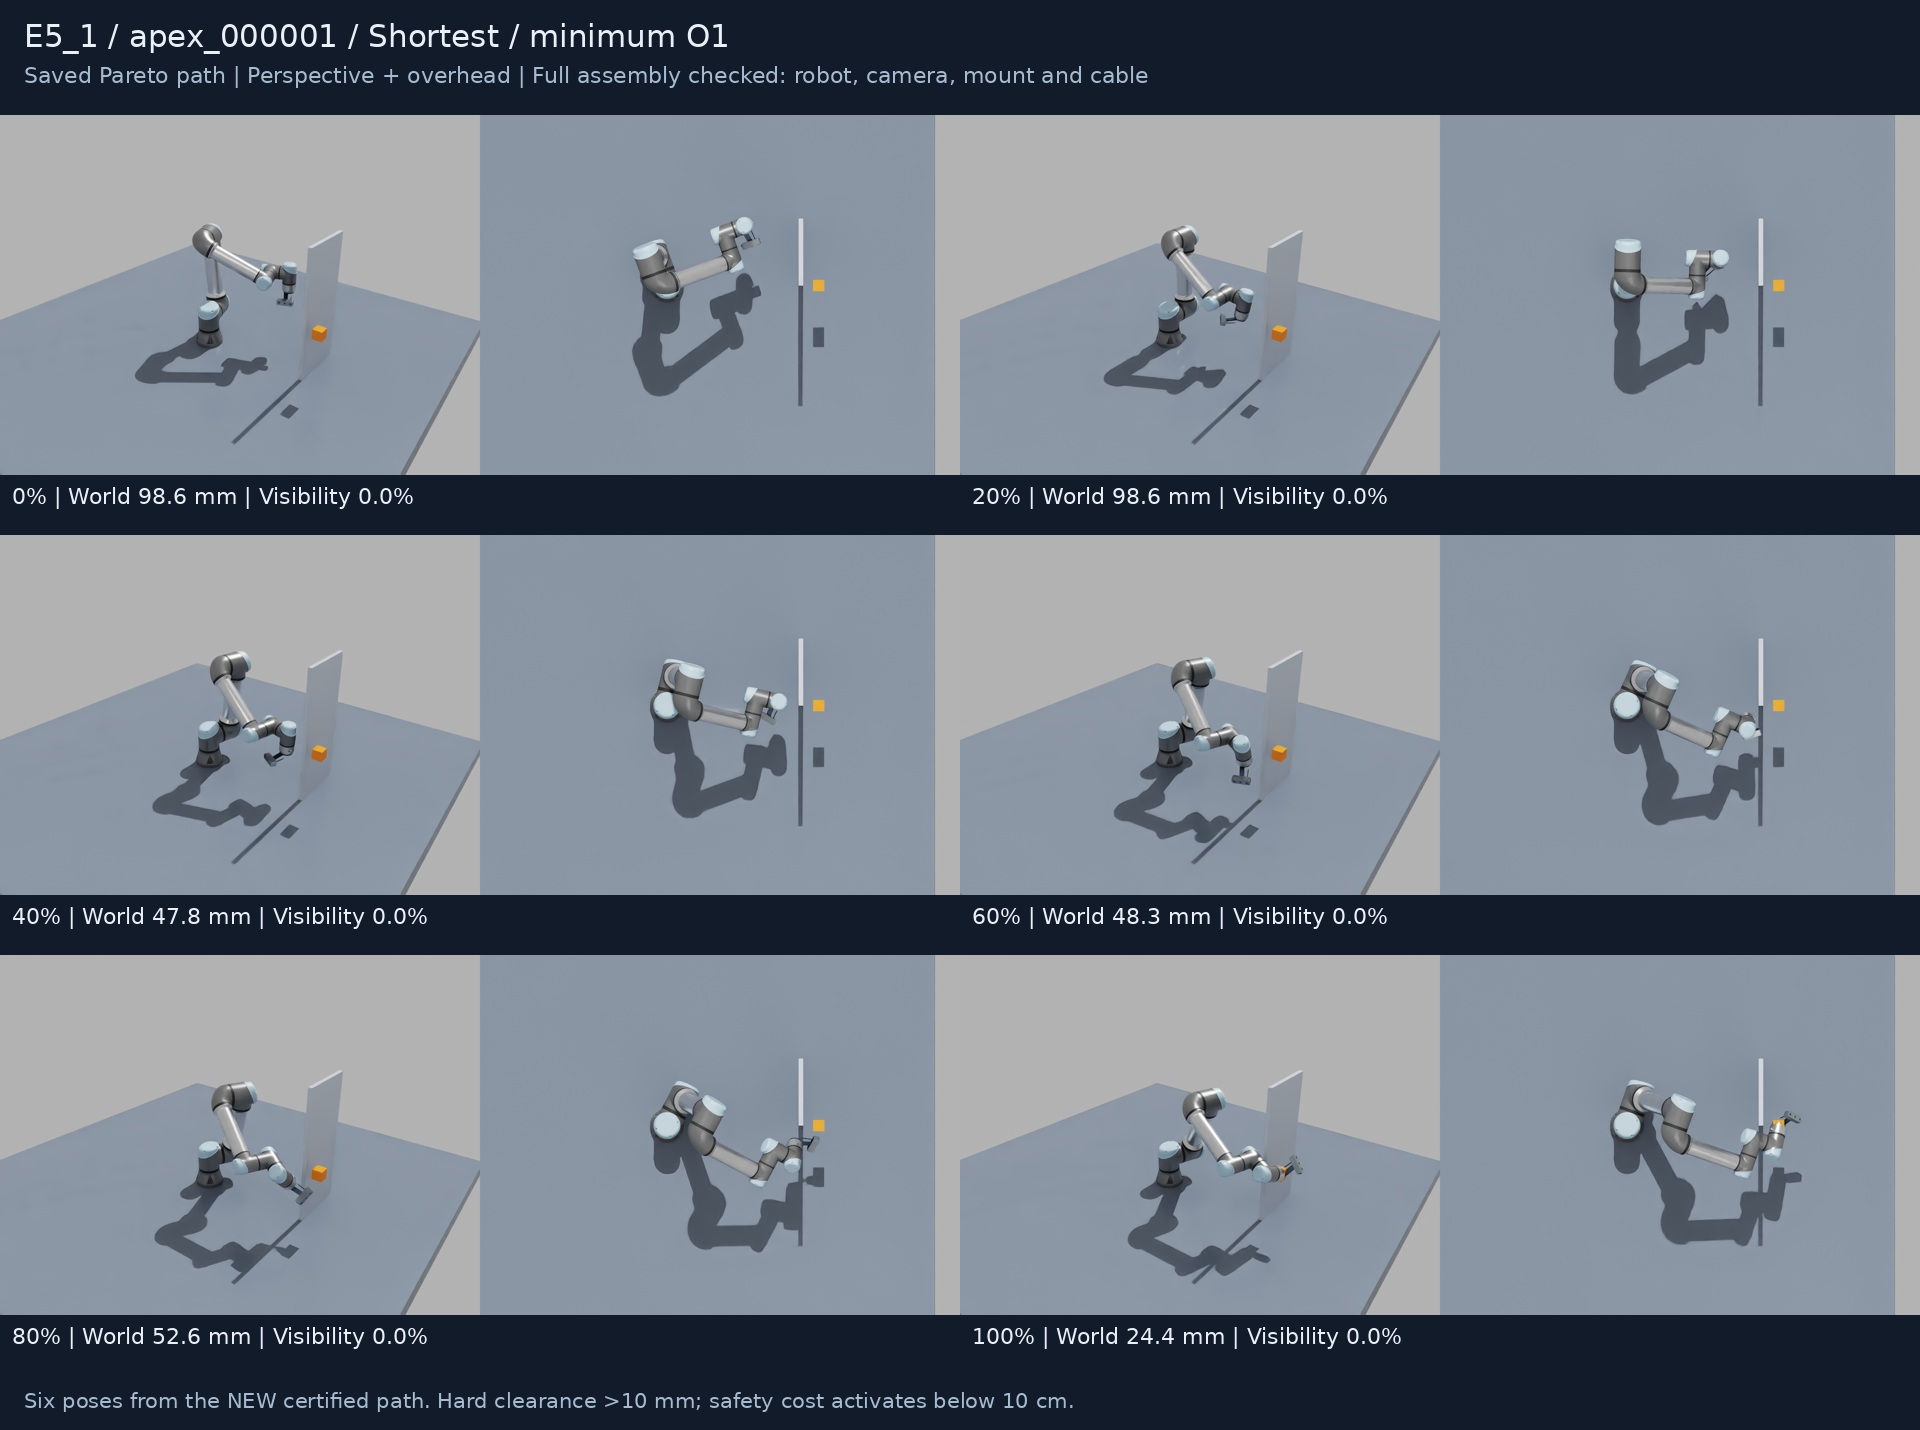 E5_1 / apex_000001 / Shortest / minimum O1
Saved Pareto path | Perspective + overhead | Full assembly checked: robot, camera, mount and cable
0% | World 98.6 mm | Visibility 0.0%
20% | World 98.6 mm | Visibility 0.0%
40% | World 47.8 mm | Visibility 0.0%
60% | World 48.3 mm | Visibility 0.0%
80% | World 52.6 mm | Visibility 0.0%
100% | World 24.4 mm | Visibility 0.0%
Six poses from the NEW certified path. Hard clearance >10 mm; safety cost activates below 10 cm.